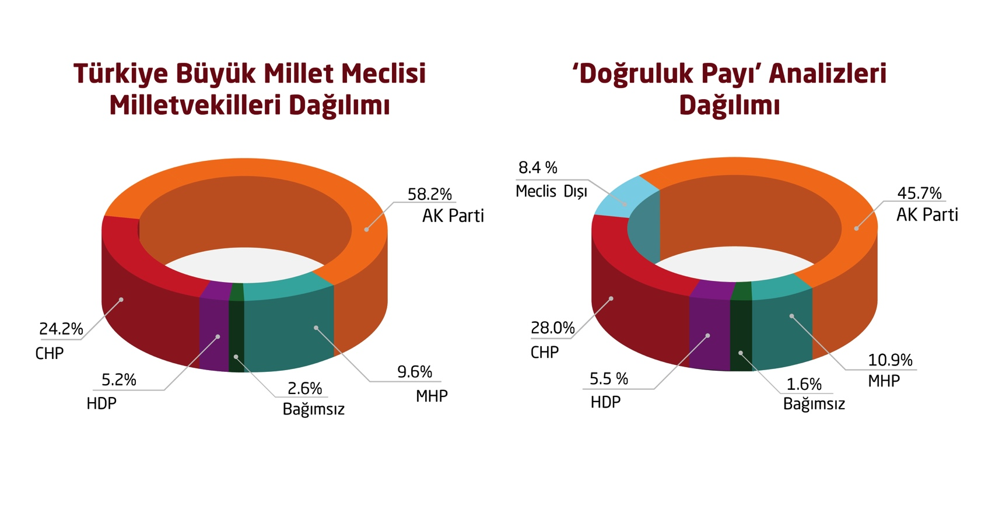 Türkiye Büyük Millet Meclisi
Milletvekilleri Dağılımı
58.2%
AK Parti
24.2%
CHP
5.2%
HDP
2.6%
Bağımsız
9.6%
MHP
‘Doğruluk Payı’ Analizleri
Dağılımı
8.4 %
Meclis Dışı
45.7%
AK Parti
28.0%
CHP
5.5 %
HDP
1.6%
Bağımsız
10.9%
MHP